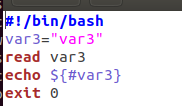 #!/bin/bash
var3="var3"
read var3
echo ${#var3}
exit 0